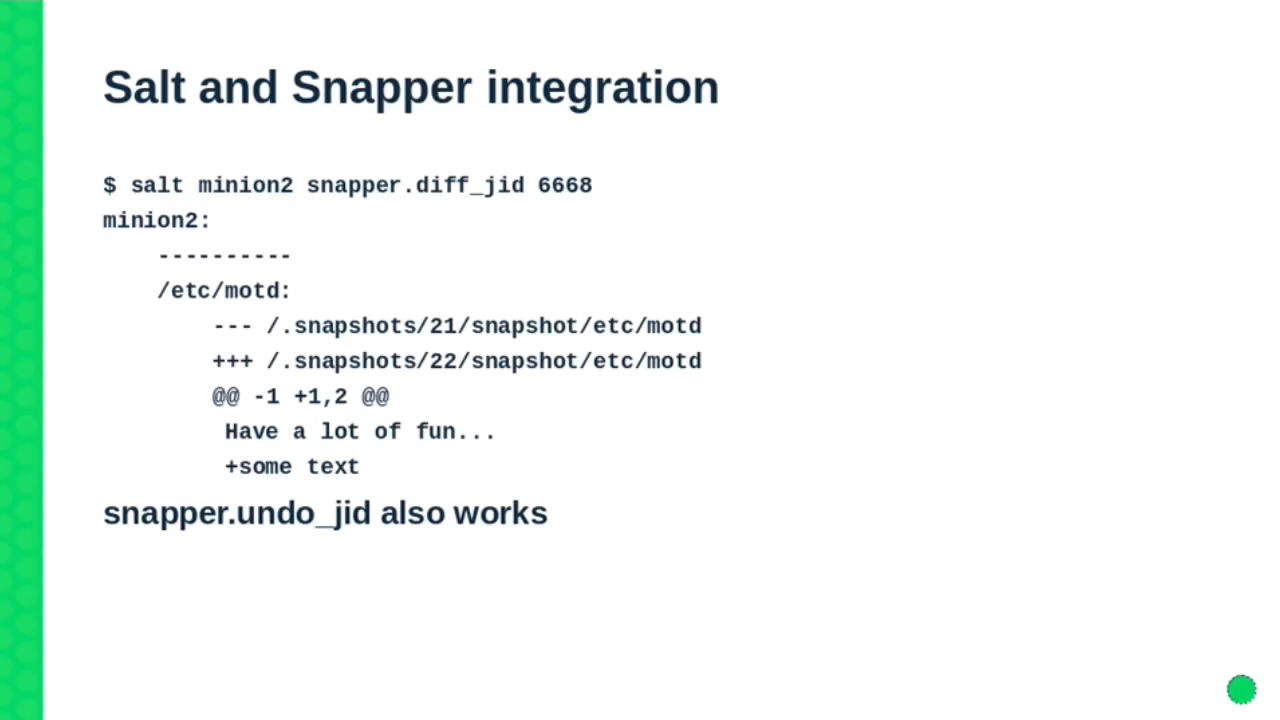 Salt and Snapper integration
$ salt minion2 snapper.diff_jid 6668
minion2:
    ----------
    /etc/motd:
        --- /.snapshots/21/snapshot/etc/motd
        +++ /.snapshots/22/snapshot/etc/motd
        @@ -1 +1,2 @@
         Have a lot of fun...
         +some text
snapper.undo_jid also works